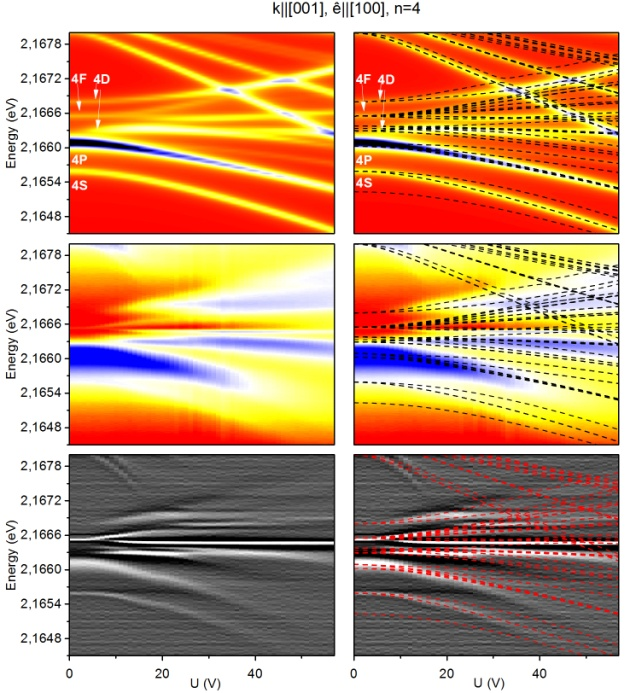 k||[001], ê||[100], n=4
Energy (eV)
2,1678
2,1672
2,1666
2,1660
2,1654
2,1648
4F
4D
4P
4S
4F
4D
4P
4S
Energy (eV)
2,1678
2,1672
2,1666
2,1660
2,1654
2,1648
Energy (eV)
2,1678
2,1672
2,1666
2,1660
2,1654
2,1648
0 20 40
U (V)
0 20 40
U (V)